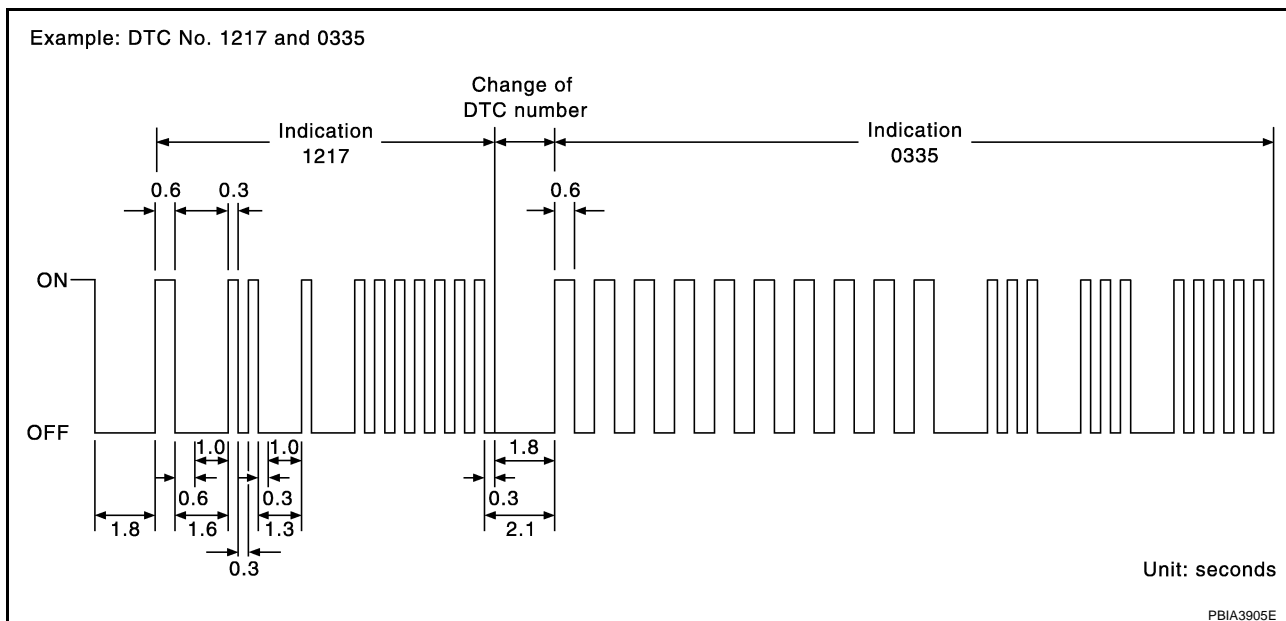 Example: DTC No. 1217 and 0335
Change of
DTC number
Indication
1217
Indication
0335
0.6
0.3
0.6
ON
OFF
1.0
1.0
1.8
0.6
0.3
0.3
1.8
1.6
1.3
2.1
0.3
Unit: seconds
PBIA3905E